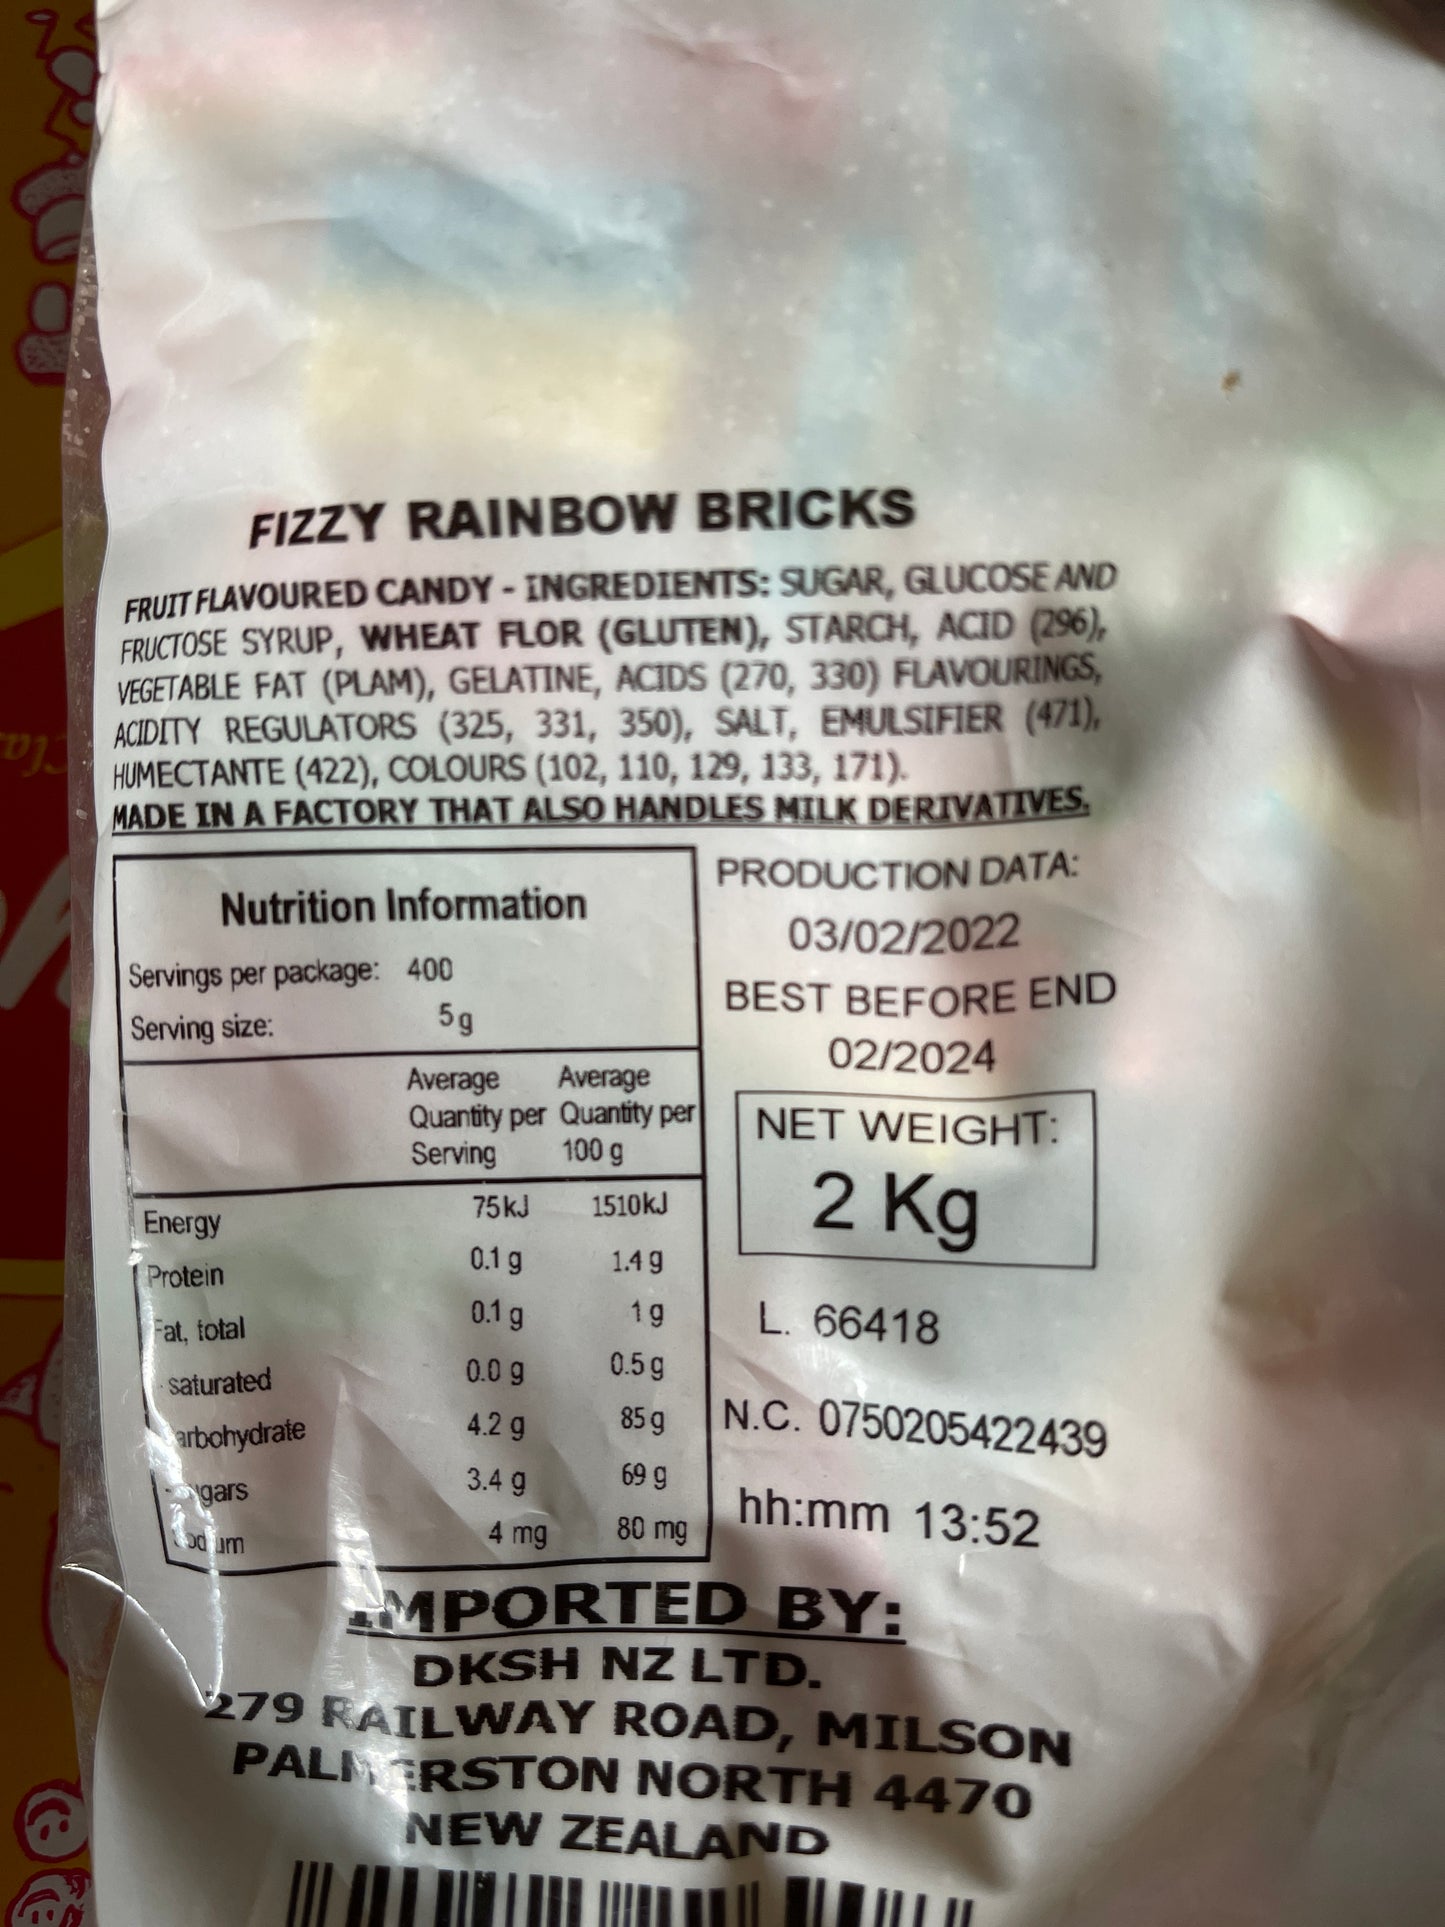 FIZZY RAINBOW BRICKS
FRUIT FLAVOURED CANDY - INGREDIENTS: SUGAR, GLUCOSE AND
FRUCTOSE SYRUP, WHEAT FLOR (GLUTEN), STARCH, ACID (296),
VEGETABLE FAT (PLAM), GELATINE, ACIDS (270, 330) FLAVOURINGS,
ACIDITY REGULATORS (325, 331, 350), SALT, EMULSIFIER (471),
HUMECTANTE (422), COLOURS (102, 110, 129, 133, 171).
MADE IN A FACTORY THAT ALSO HANDLES MILK DERIVATIVES.
Nutrition Information
Servings per package: 400
Serving size: 5g
Average Average
Quantity per Quantity per
Serving 100 g
Energy 75kJ 1510kJ
Protein 0.1 g 1.4 g
Fat, total 0.1 g 1 g
- saturated 0.0 g 0.5 g
arbohydrate 4.2 g 85 g
gars 3.4 g 69 g
4 mg 80 mg
PRODUCTION DATA:
03/02/2022
BEST BEFORE END
02/2024
NET WEIGHT:
2 Kg
L. 66418
N.C. 0750205422439
hh:mm 13:52
IMPORTED BY:
DKSH NZ LTD.
279 RAILWAY ROAD, MILSON
PALMERSTON NORTH 4470
NEW ZEALAND